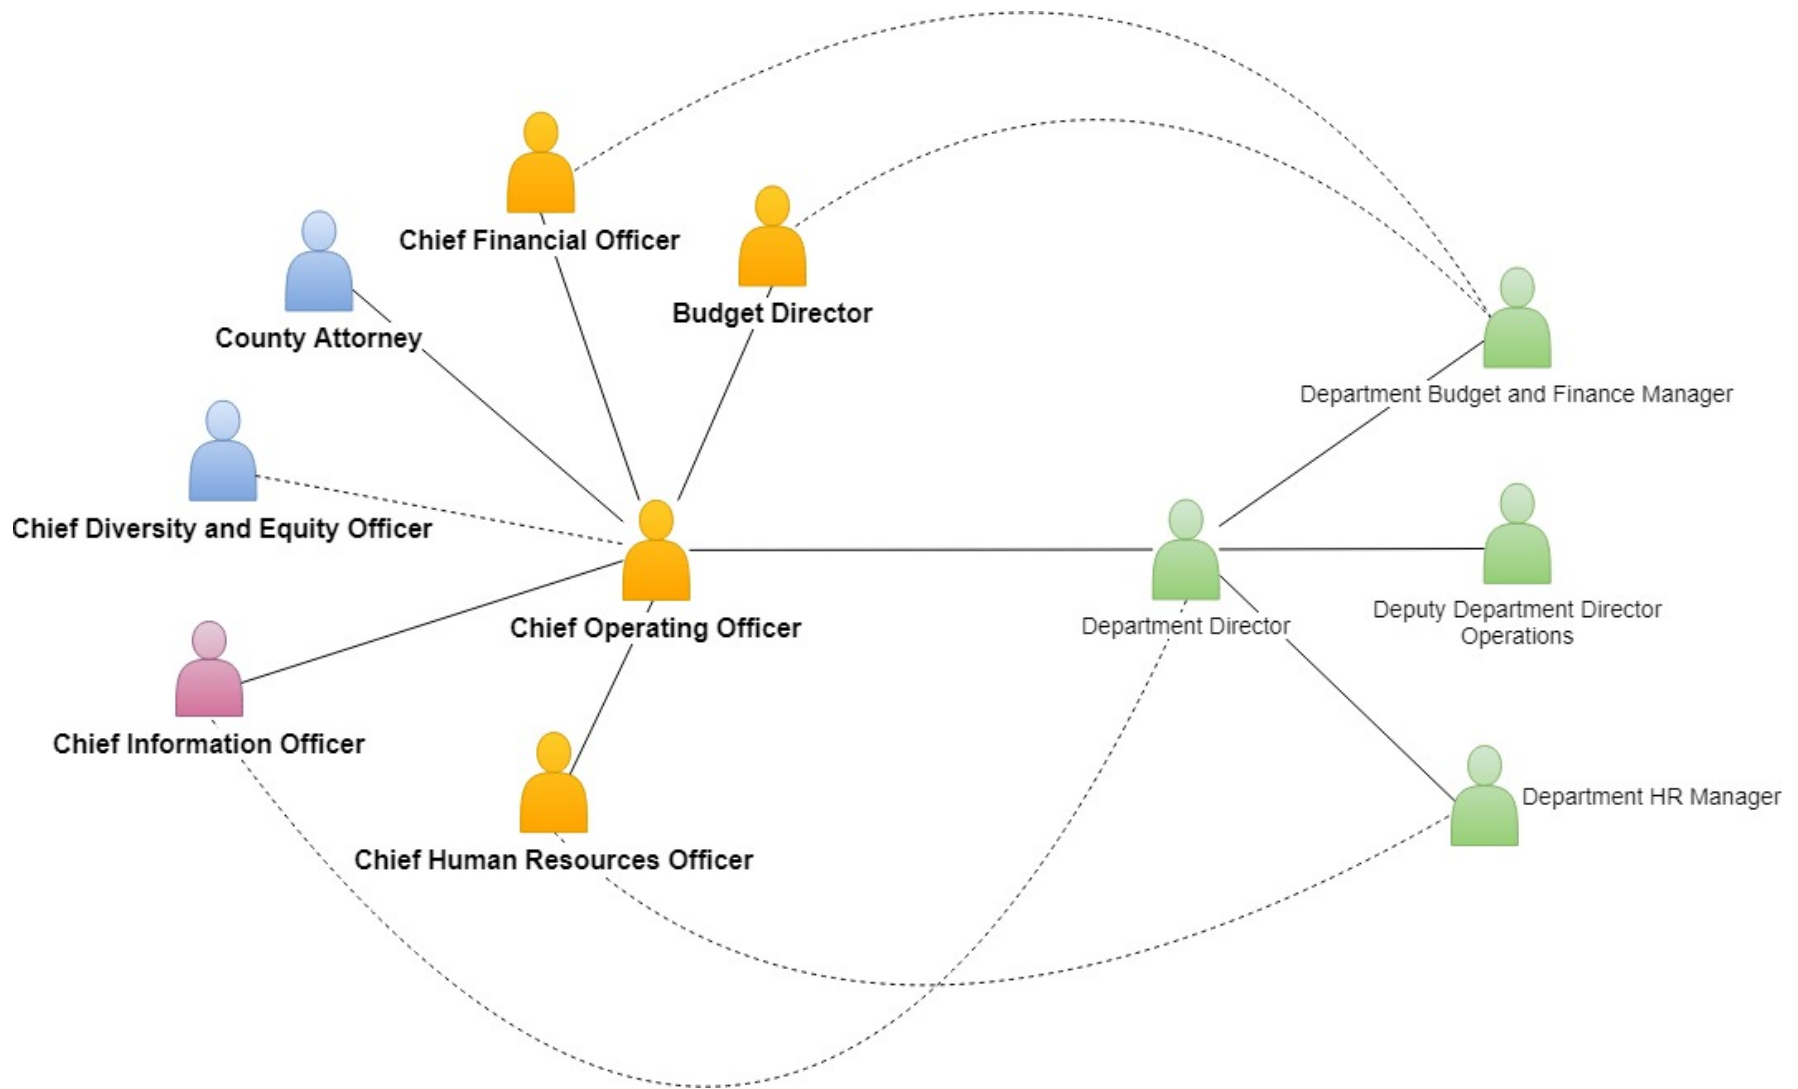 Chief Financial Officer
Budget Director
County Attorney
Department Budget and Finance Manager
Chief Diversity and Equity Officer
Chief Operating Officer
Department Director
Deputy Department Director
Operations
Chief Information Officer
Department HR Manager
Chief Human Resources Officer